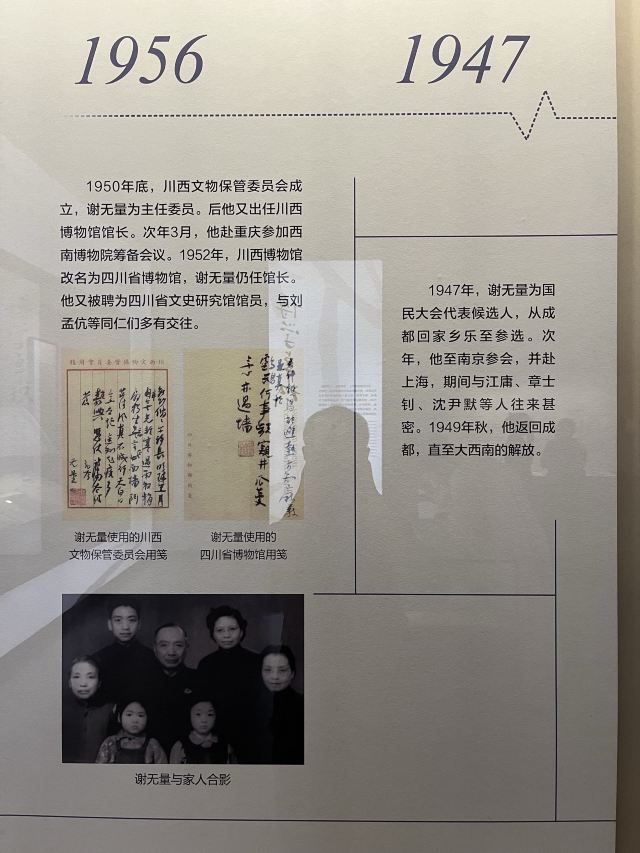 1956
1950年底，川西文物保管委员会成
立，谢无量为主任委员。后他又出任川西
博物馆馆长。次年3月，他赴重庆参加西
南博物院筹备会议。1952年，川西博物馆
改名为四川省博物馆，谢无量仍任馆长。
他又被聘为四川省文史研究馆馆员，与刘
孟伉等同仁们多有交往。
谢无量使用的川西
文物保管委员会用笺
谢无量使用的
四川省博物馆用笺
谢无量与家人合影
1947
1947年，谢无量为国
民大会代表候选人，从成
都回家乡乐至参选。次
年，他至南京参会，并赴
上海，期间与江庸、章士
钊、沈尹默等人往来甚
密。1949年秋，他返回成
都，直至大西南的解放。